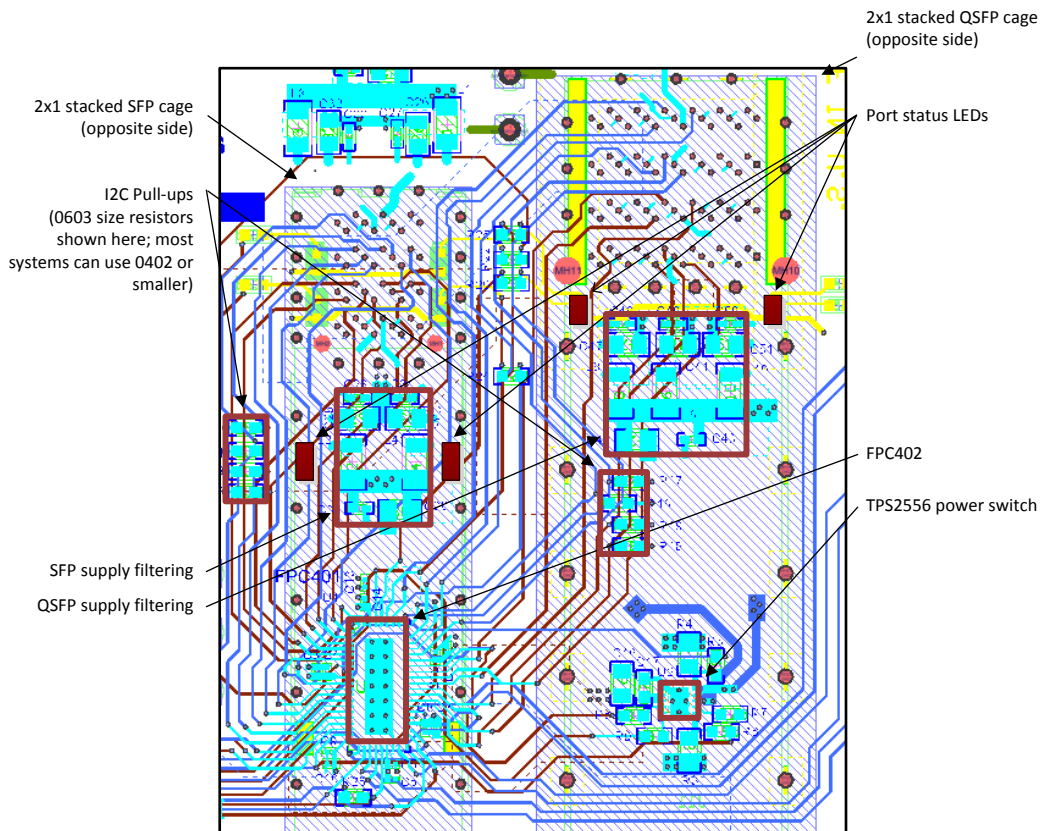 2x1 stacked QSFP cage
(opposite side)
2x1 stacked SFP cage
(opposite side)
Port status LEDs
I2C Pull-ups
(0603 size resistors
shown here; most
systems can use 0402 or
smaller)
MH11
MH10
FPC402
TPS2556 power switch
SFP supply filtering
FPC401
QSFP supply filtering
R4